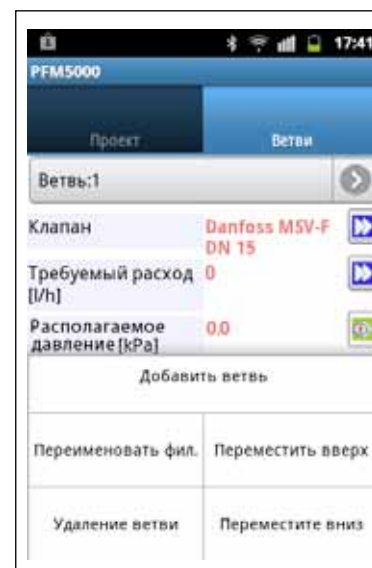 17:41
PFM5000
Проект
Ветви
Ветвь:1
Клапан
Danfoss MSV-F
DN 15
Требуемый расход
0
[l/h]
Располагаемое
0.0
давление [kPa]
Добавить ветвь
Переименовать фил.
Переместить вверх
Удаление ветви
Переместите вниз